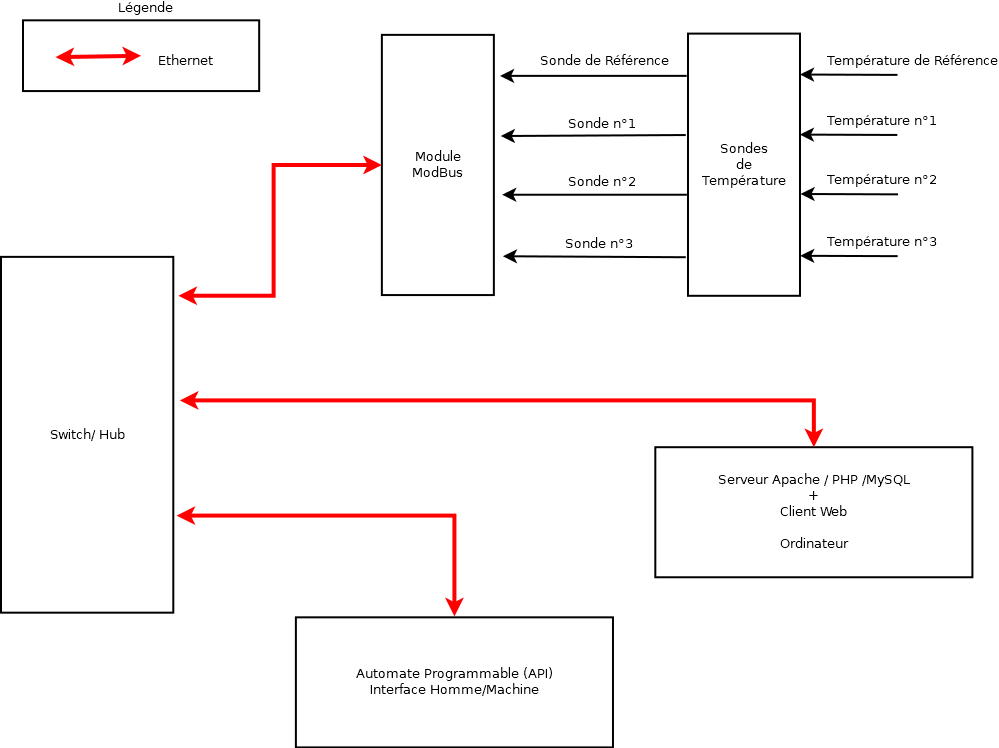 Légende
Ethernet
Module
ModBus
Sonde de Référence
Sonde n°1
Sonde n°2
Sonde n°3
Sondes
de
Température
Température de Référence
Température n°1
Température n°2
Température n°3
Switch/ Hub
Serveur Apache / PHP /MySQL
+
Client Web
Ordinateur
Automate Programmable (API)
Interface Homme/Machine